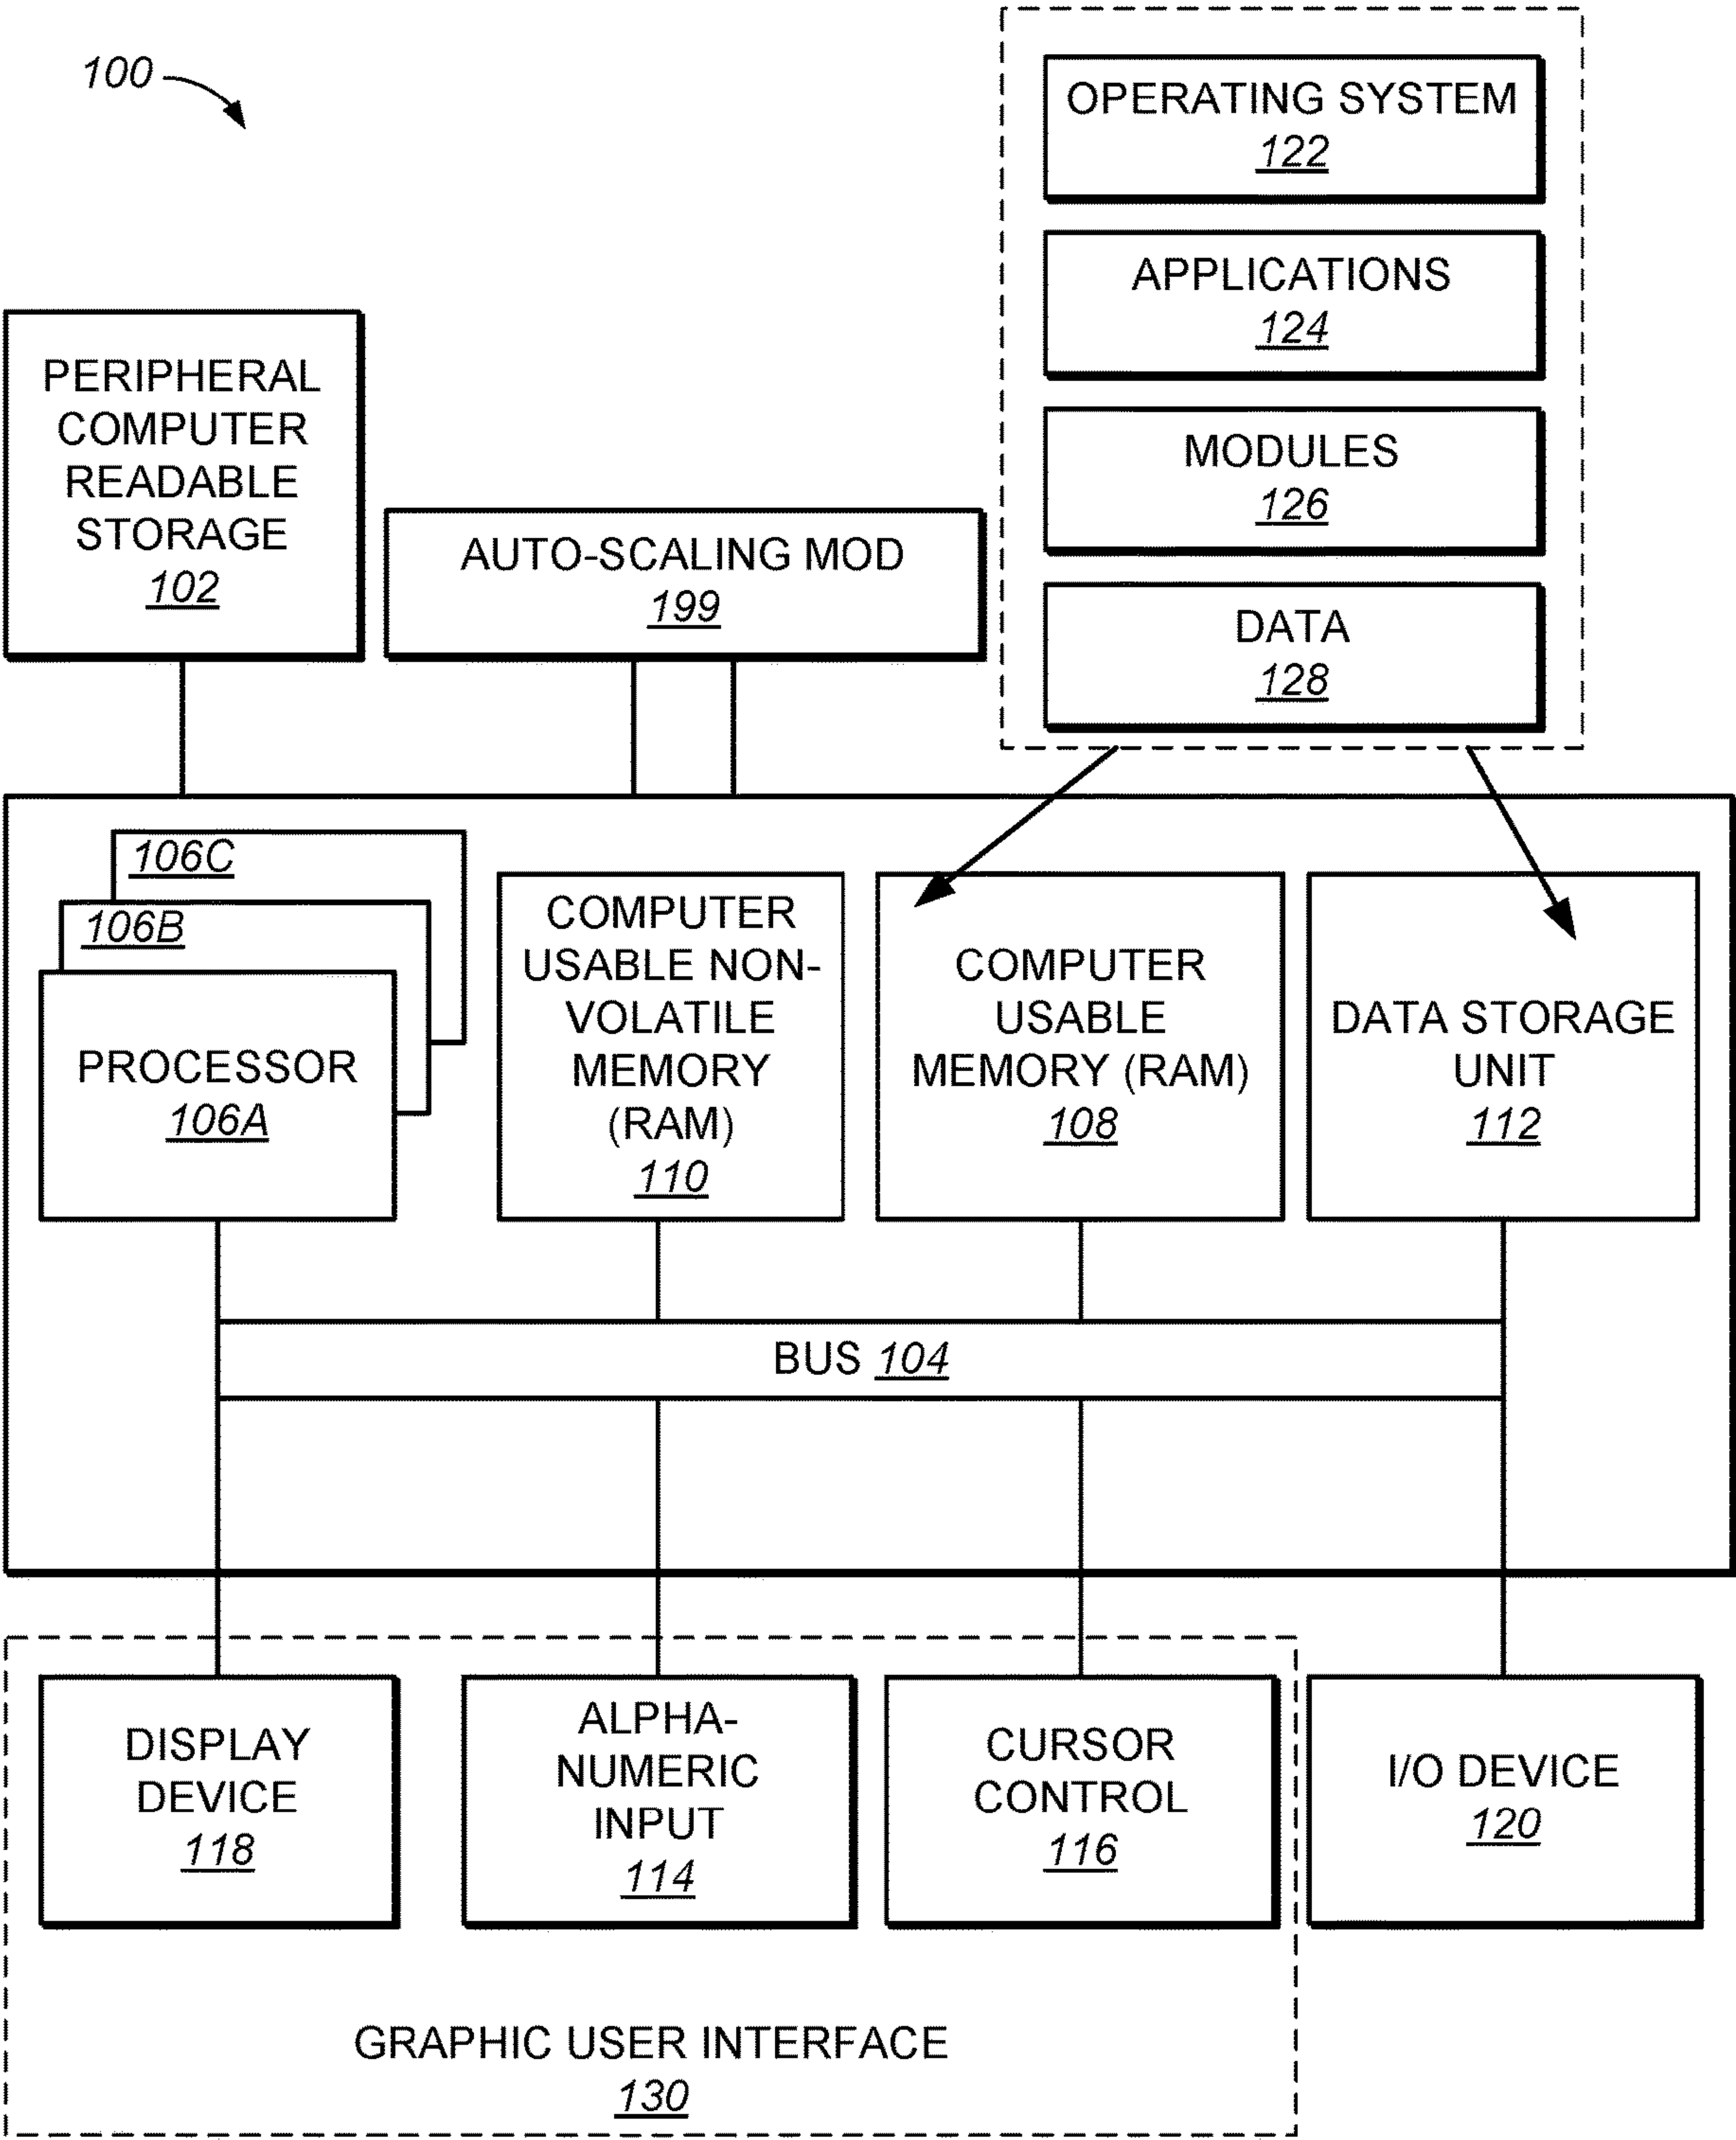 100
OPERATING SYSTEM
122
APPLICATIONS
124
MODULES
126
DATA
128
PERIPHERAL
COMPUTER
READABLE
STORAGE
102
AUTO-SCALING MOD
199
106C
106B
PROCESSOR
106A
COMPUTER
USABLE NON-
VOLATILE
MEMORY
(RAM)
110
COMPUTER
USABLE
MEMORY (RAM)
108
DATA STORAGE
UNIT
112
BUS 104
DISPLAY
DEVICE
118
ALPHA-
NUMERIC
INPUT
114
CURSOR
CONTROL
116
I/O DEVICE
120
GRAPHIC USER INTERFACE
130